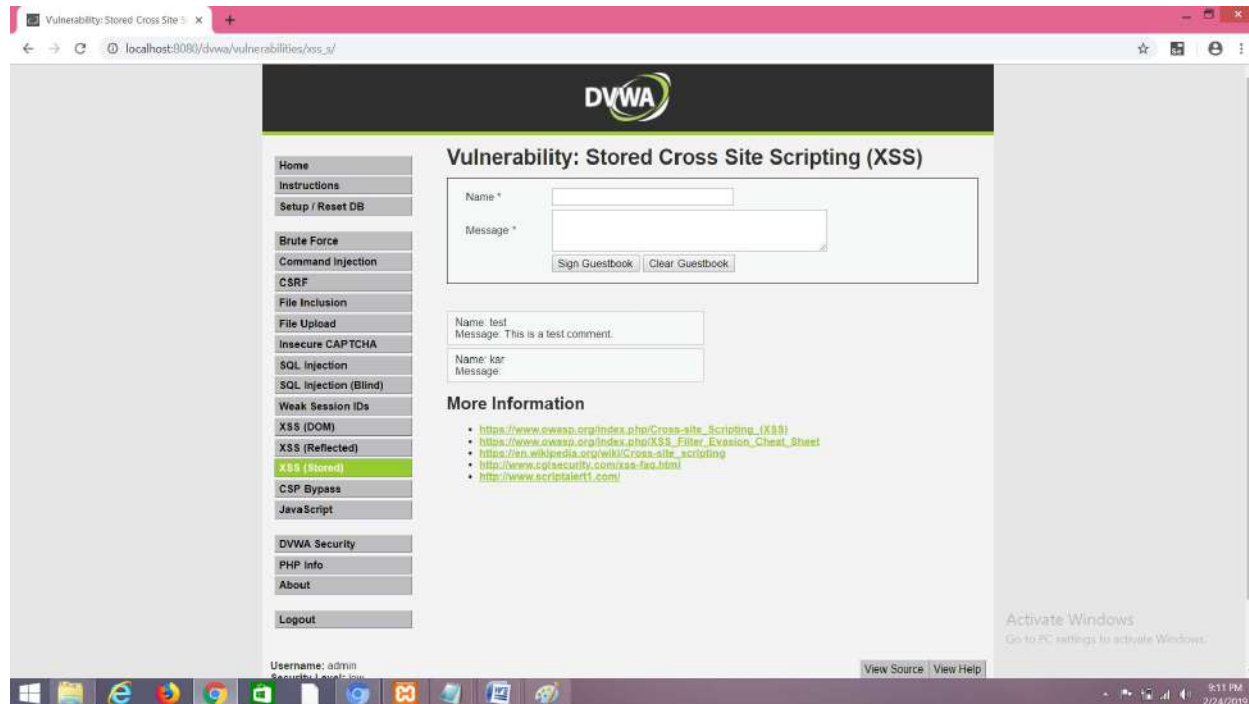 Vulnerability: Stored Cross Site S
localhost:8080/dvwa/vulnerabilities/xss_s/
DVWA
Home
Instructions
Setup / Reset DB
Brute Force
Command Injection
CSRF
File Inclusion
File Upload
Insecure CAPTCHA
SQL Injection
SQL Injection (Blind)
Weak Session IDs
XSS (DOM)
XSS (Reflected)
XSS (Stored)
CSP Bypass
JavaScript
DVWA Security
PHP Info
About
Logout
Username: admin
Security Level: low
Vulnerability: Stored Cross Site Scripting (XSS)
Name *
Message *
Sign Guestbook
Clear Guestbook
Name: test
Message: This is a test comment.
Name: kar
Message:
More Information
https://www.owasp.org/index.php/Cross-site_Scripting_(XSS)
https://www.owasp.org/index.php/XSS_Filter_Evasion_Cheat_Sheet
https://en.wikipedia.org/wiki/Cross-site_scripting
http://www.cgisecurity.com/xss-faq.html
http://www.scriptalert1.com/
View Source
View Help
Activate Windows
Go to PC settings to activate Windows.
9:11 PM
2/24/2019